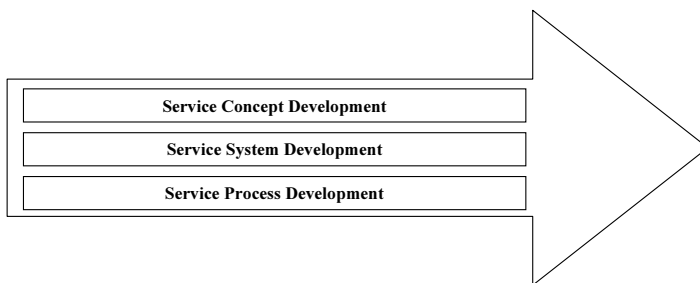 Service Concept Development
Service System Development
Service Process Development